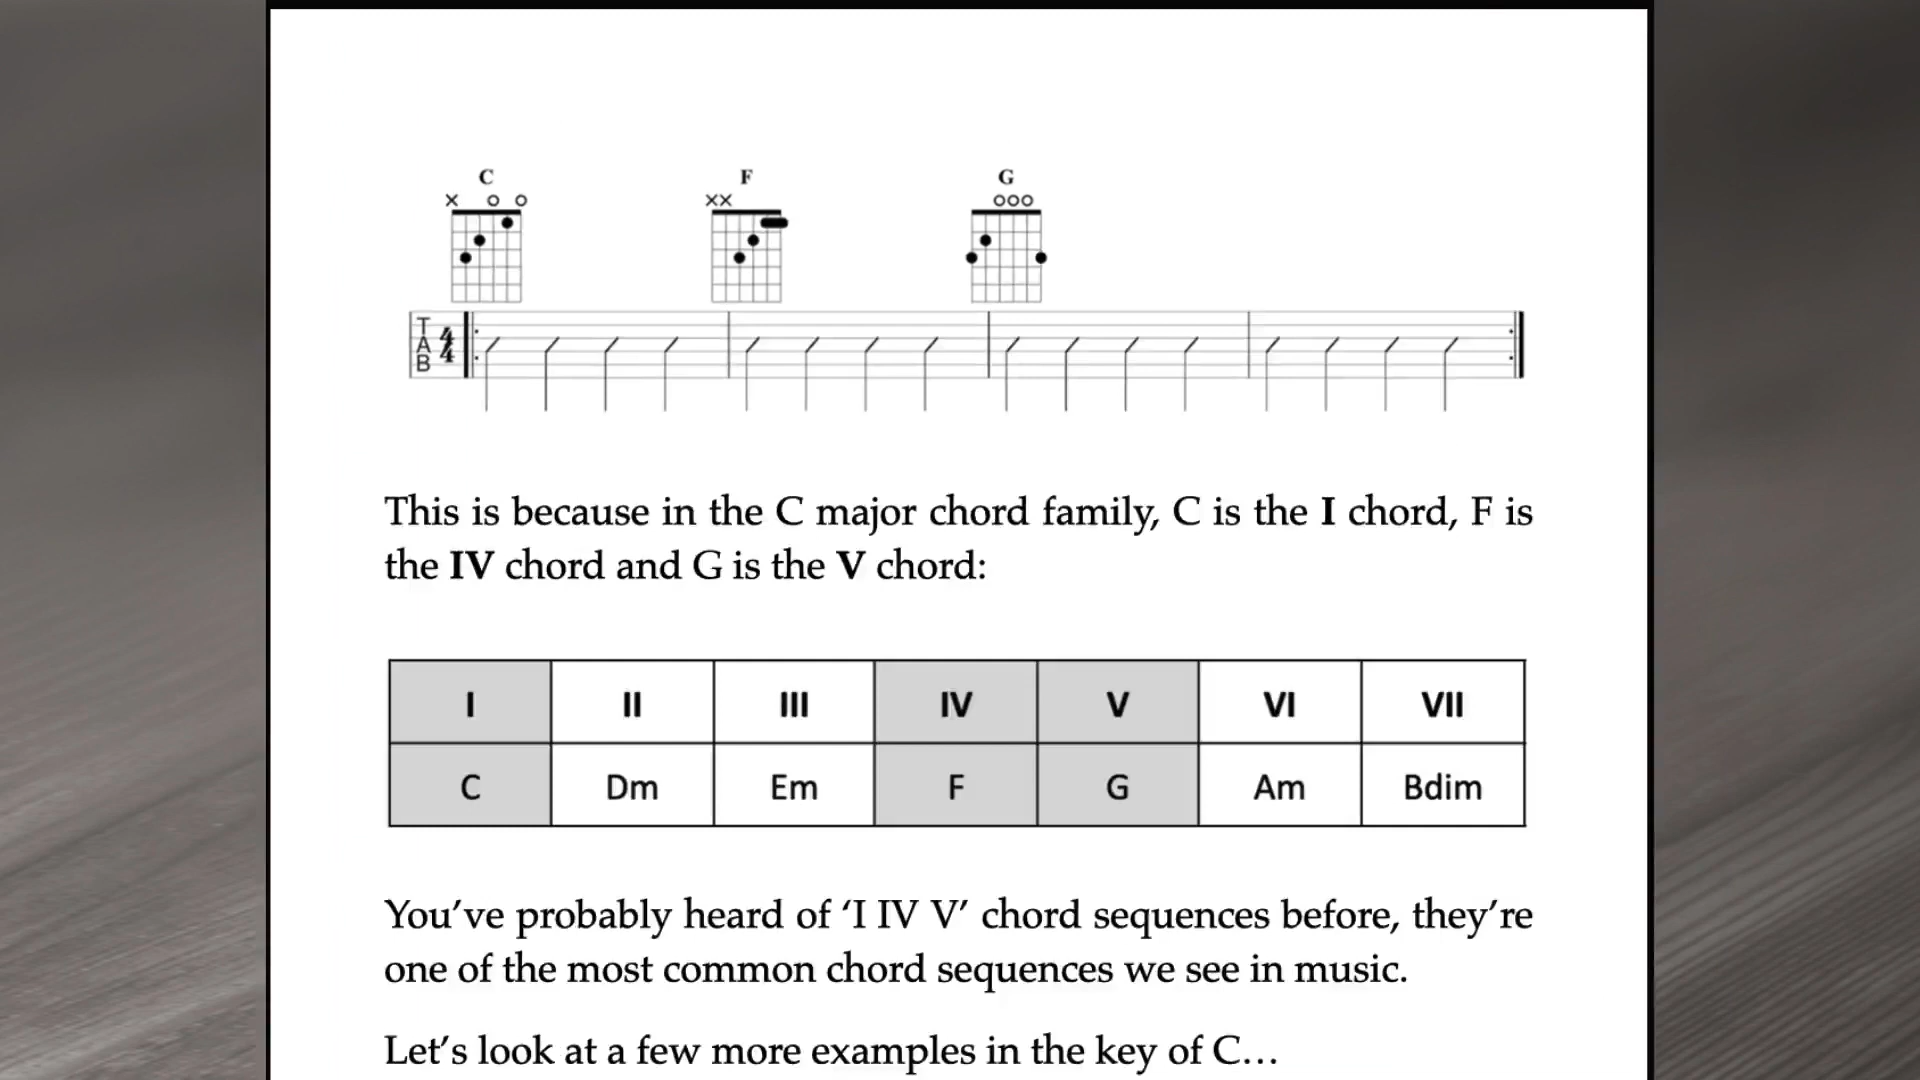 C F G
× o o ×× ooo
T
A
B
4
4
This is because in the C major chord family, C is the I chord, F is
the IV chord and G is the V chord:
I II III IV V VI VII
C Dm Em F G Am Bdim
You’ve probably heard of ‘I IV V’ chord sequences before, they’re
one of the most common chord sequences we see in music.
Let’s look at a few more examples in the key of C…